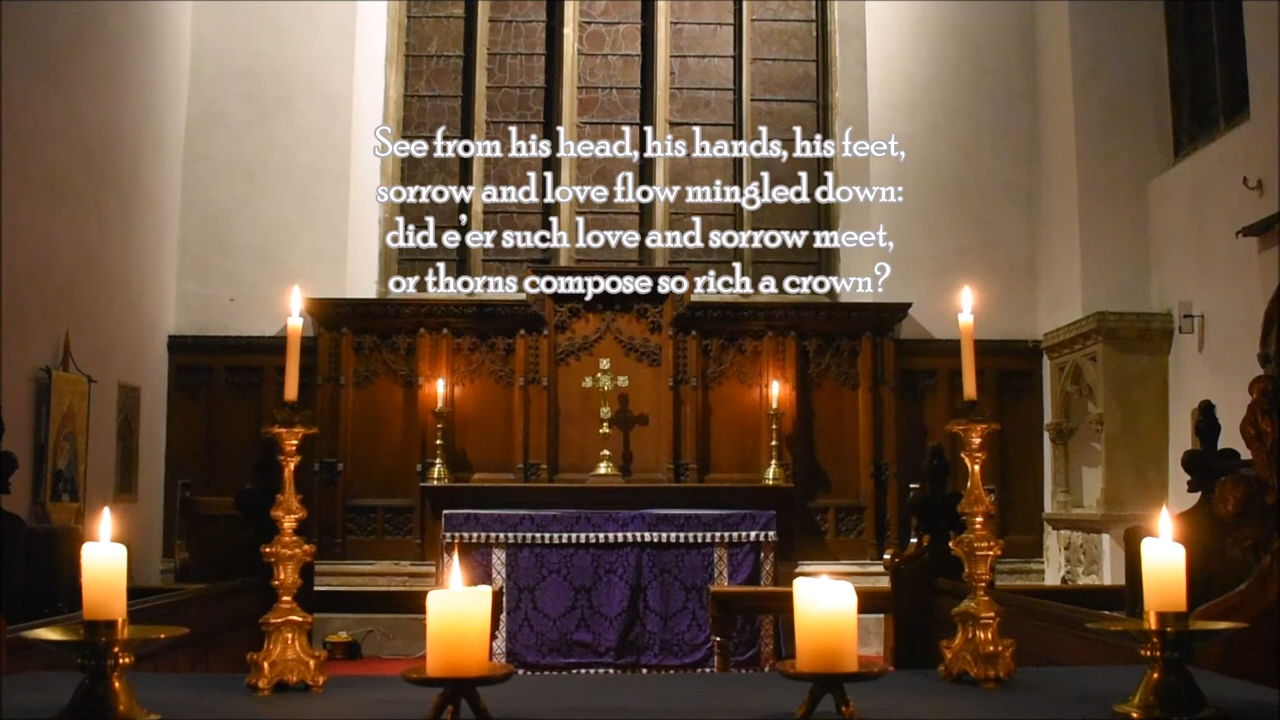 See from his head, his hands, his feet,
sorrow and love flow mingled down:
did e'er such love and sorrow meet,
or thorns compose so rich a crown?